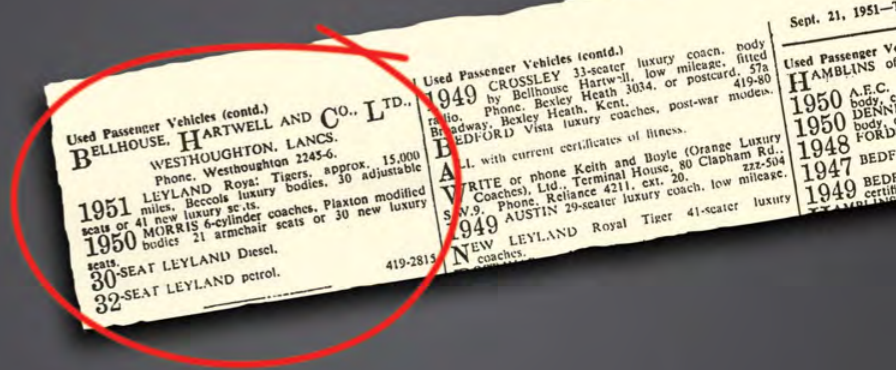 Used Passenger Vehicles (contd.)
BELLHOUSE, HARTWELL AND CO., LTD.,
WESTHOUGHTON, LANCS.
Phone, Westhoughton 2245-6.
1951 LEYLAND Royal Tigers, approx. 15,000
miles, Beccols luxury bodies, 30 adjustable
seats or 41 new luxury seats.
1950 MORRIS 6-cylinder coaches, Plaxton modified
bodies 21 armchair seats or 30 new luxury
seats.
30-SEAT LEYLAND Diesel.
32-SEAT LEYLAND petrol.
419-2815
Used Passenger Vehicles (contd.)
1949 CROSSLEY 33-seater luxury coach, body
by Bellhouse Hartwell, low mileage, fitted
radio. Phone, Bexley Heath 3034, or postcard, 57a
Broadway, Bexley Heath, Kent. 419-80
BEDFORD Vista luxury coaches, post-war models.
ALL with current certificates of fitness.
WRITE or phone Keith and Boyle (Orange Luxury
Coaches), Ltd., Terminal House, 80 Clapham Rd.,
S.W.9. Phone, Reliance 4211, ext. 20. zzz-504
1949 AUSTIN 29-seater luxury coach, low mileage.
NEW LEYLAND Royal Tiger 41-seater luxury
coaches.
Sept. 21, 1951—
Used Passenger
HAMBLINS of
1950 A.E.C.
body,
1950 DENN
body,
1948 FORD
1947 BEDF
1949 BEDF
HAMBLIN